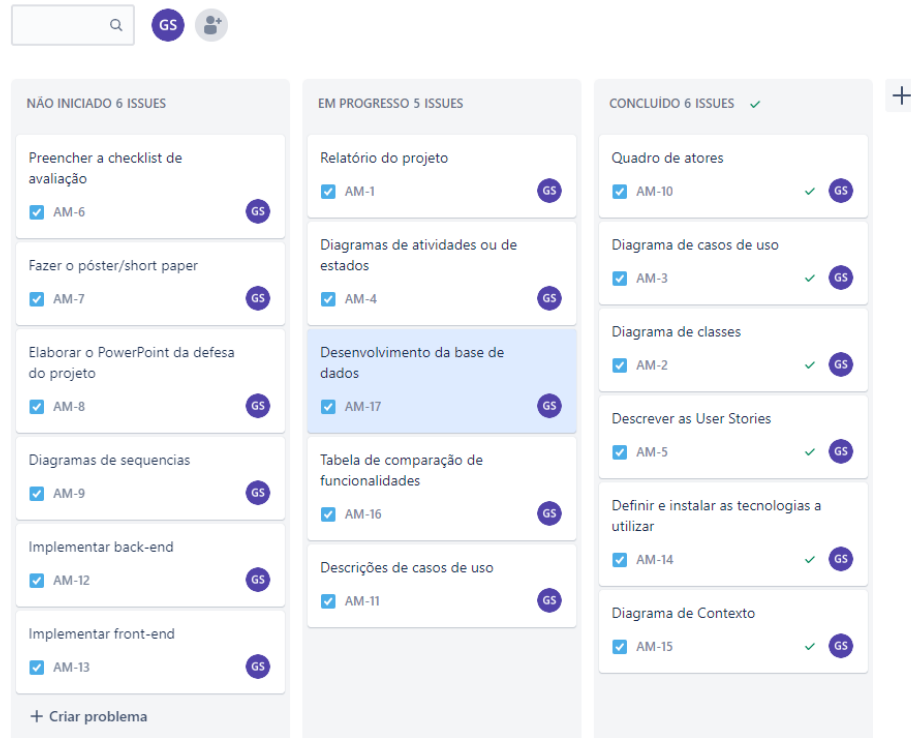 GS
NÃO INICIADO 6 ISSUES
Preencher a checklist de
avaliação
AM-6
GS
Fazer o póster/short paper
AM-7
GS
Elaborar o PowerPoint da defesa
do projeto
AM-8
GS
Diagramas de sequencias
AM-9
GS
Implementar back-end
AM-12
GS
Implementar front-end
AM-13
GS
+ Criar problema
EM PROGRESSO 5 ISSUES
Relatório do projeto
AM-1
GS
Diagramas de atividades ou de
estados
AM-4
GS
Desenvolvimento da base de
dados
AM-17
GS
Tabela de comparação de
funcionalidades
AM-16
GS
Descrições de casos de uso
AM-11
GS
CONCLUÍDO 6 ISSUES
Quadro de atores
AM-10
GS
Diagrama de casos de uso
AM-3
GS
Diagrama de classes
AM-2
GS
Descrever as User Stories
AM-5
GS
Definir e instalar as tecnologias a
utilizar
AM-14
GS
Diagrama de Contexto
AM-15
GS